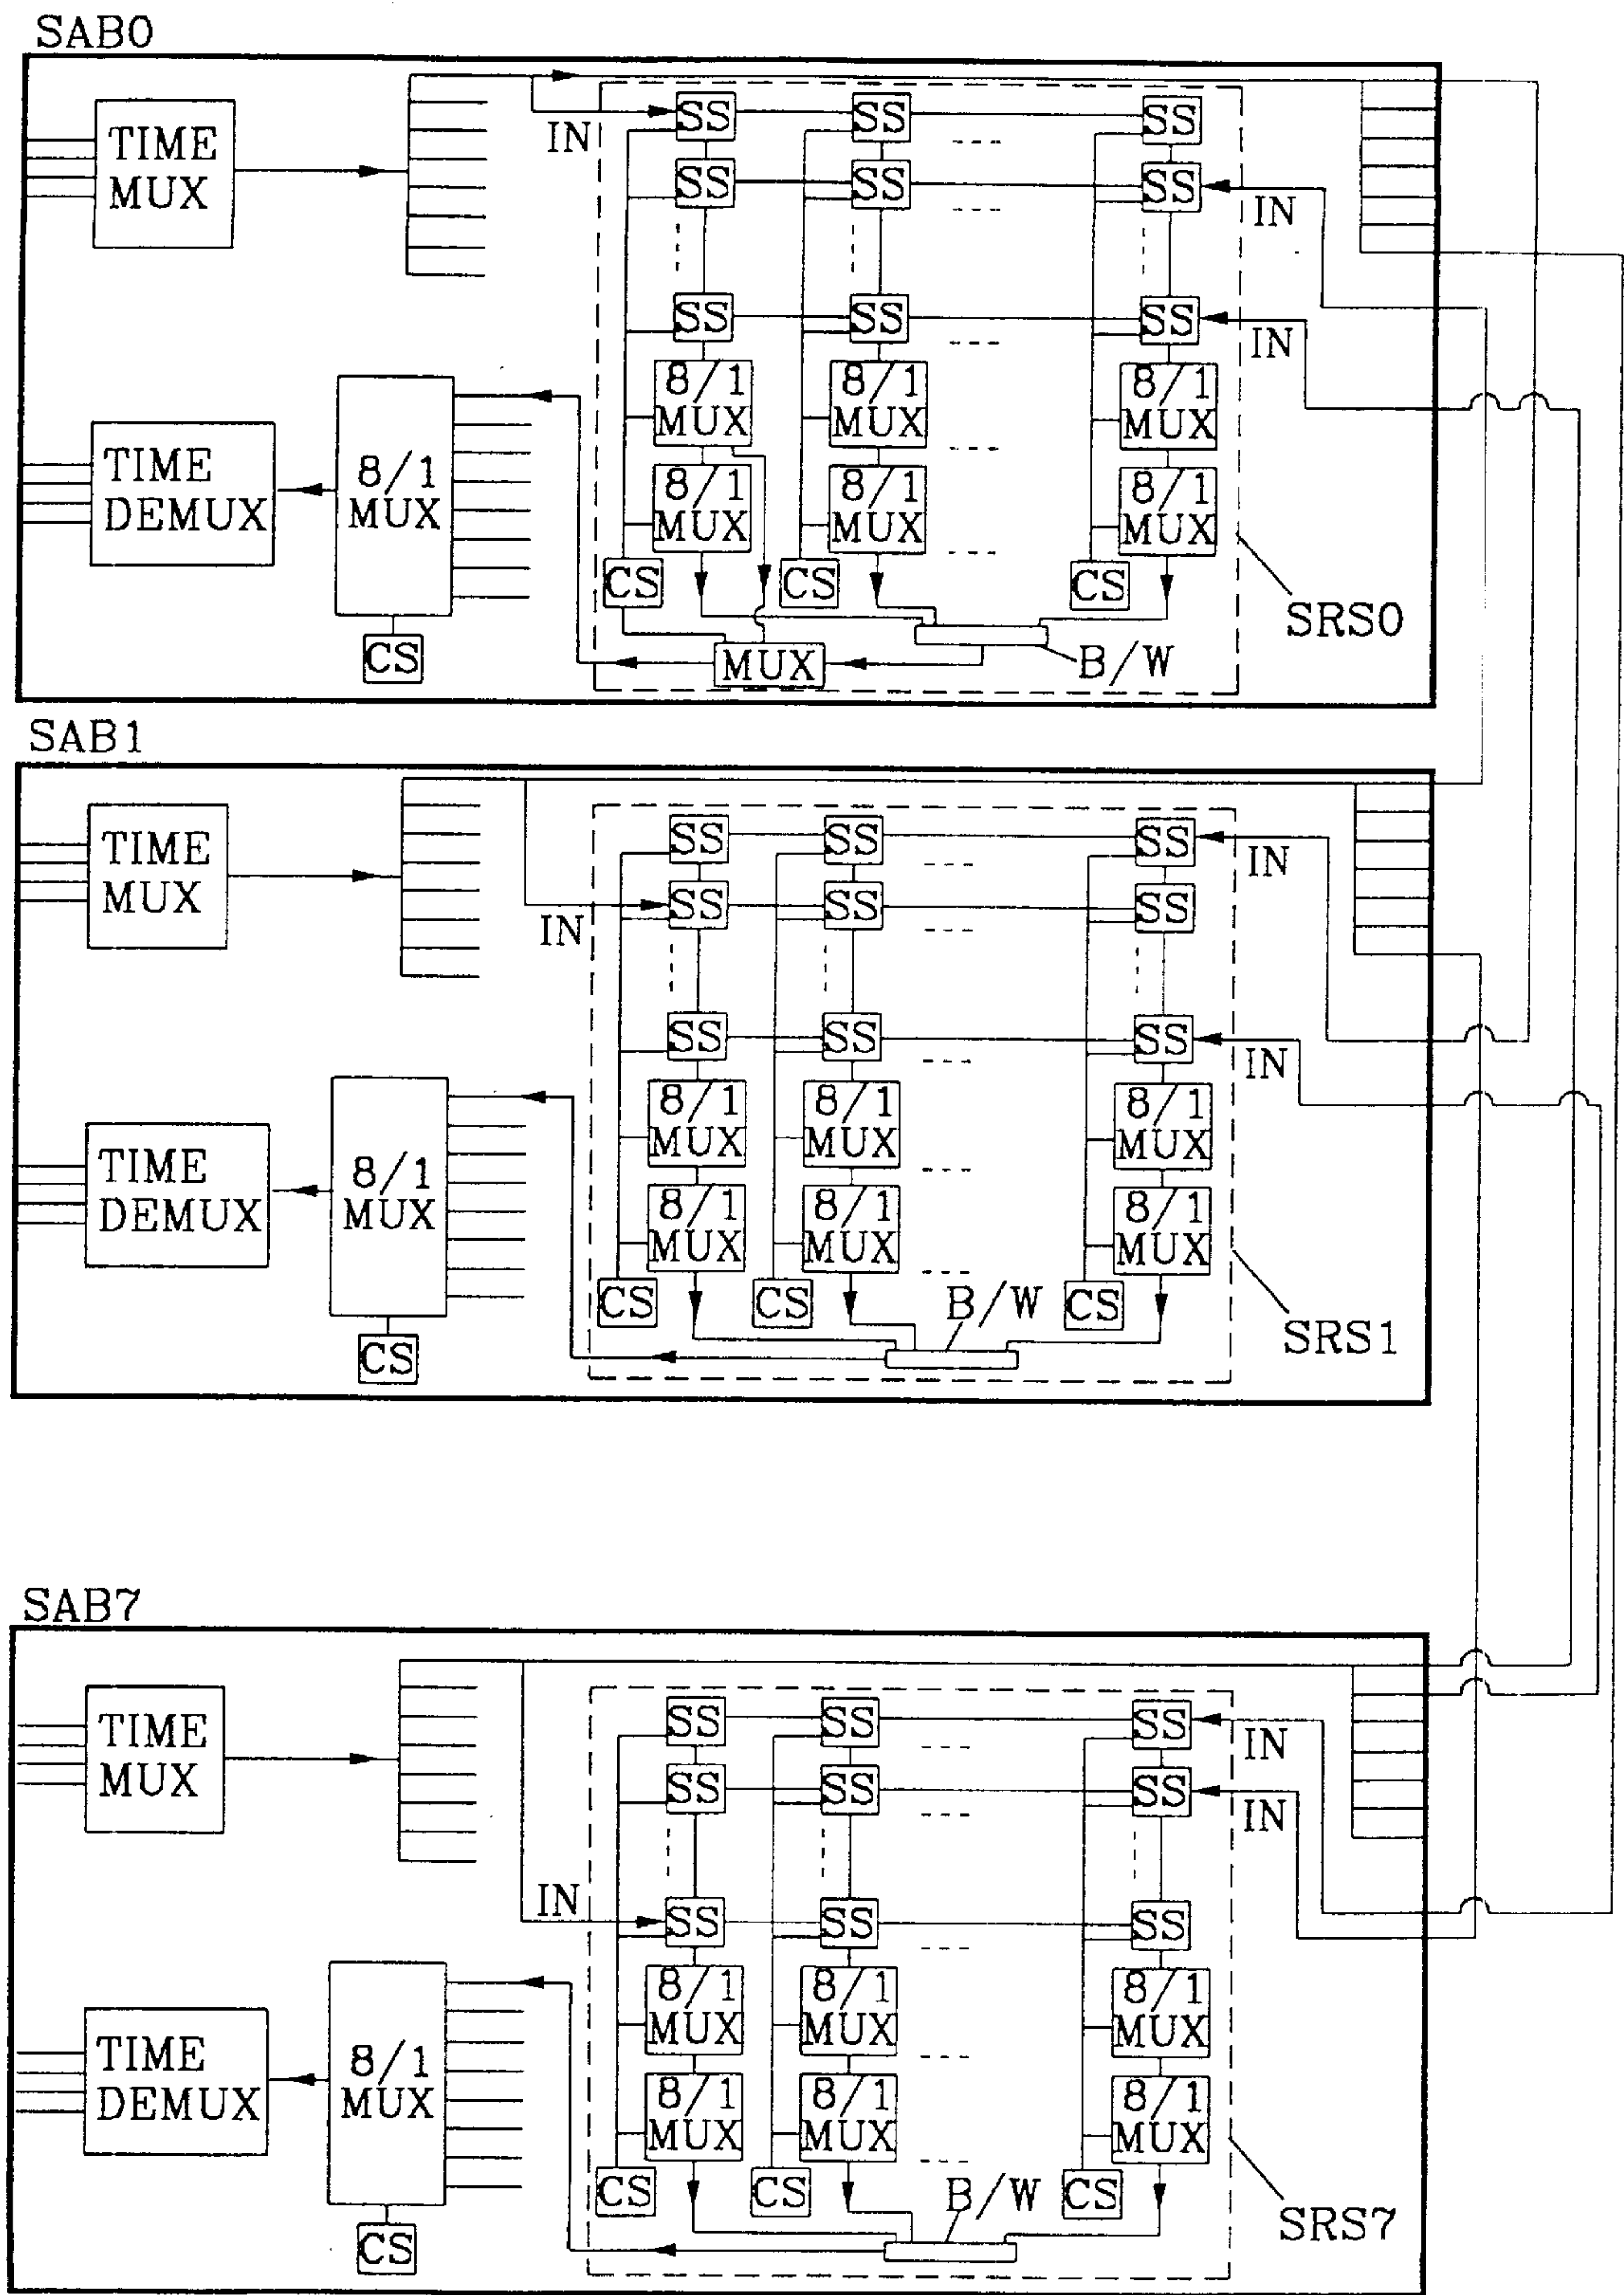 SAB0
TIME
MUX
IN
SS SS SS
SS SS SS
IN
SS SS SS
IN
8/1 8/1 8/1
MUX MUX MUX
8/1 8/1 8/1
MUX MUX MUX
8/1
MUX
TIME
DEMUX
CS CS CS
SRS0
CS
MUX
B/W
SAB1
TIME
MUX
SS SS SS
IN
SS SS SS
IN
SS SS SS
IN
8/1 8/1 8/1
MUX MUX MUX
8/1 8/1 8/1
MUX MUX MUX
8/1
MUX
TIME
DEMUX
CS CS CS
B/W
SRS1
CS
SAB7
TIME
MUX
SS SS SS
IN
SS SS SS
IN
IN
SS SS SS
8/1 8/1 8/1
MUX MUX MUX
8/1 8/1 8/1
MUX MUX MUX
8/1
MUX
TIME
DEMUX
CS CS CS
B/W
SRS7
CS